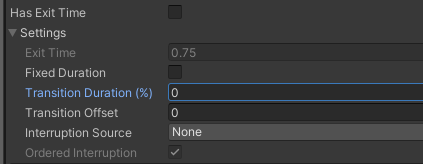 Has Exit Time
Settings
Exit Time 0.75
Fixed Duration
Transition Duration (%) 0
Transition Offset 0
Interruption Source None
Ordered Interruption